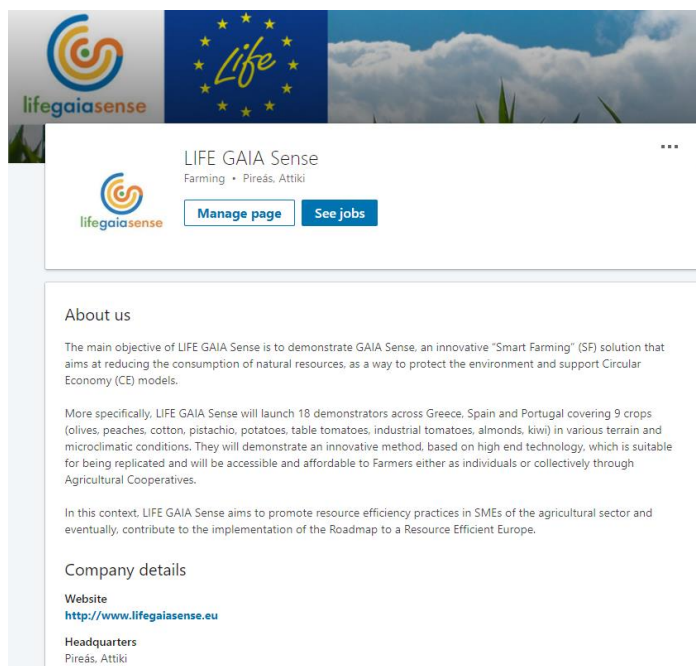 life
lifegaiasense
LIFE GAIA Sense
Farming • Pireás, Attiki
lifegaiasense
Manage page
See jobs
About us
The main objective of LIFE GAIA Sense is to demonstrate GAIA Sense, an innovative "Smart Farming" (SF) solution that
aims at reducing the consumption of natural resources, as a way to protect the environment and support Circular
Economy (CE) models.
More specifically, LIFE GAIA Sense will launch 18 demonstrators across Greece, Spain and Portugal covering 9 crops
(olives, peaches, cotton, pistachio, potatoes, table tomatoes, industrial tomatoes, almonds, kiwi) in various terrain and
microclimatic conditions. They will demonstrate an innovative method, based on high end technology, which is suitable
for being replicated and will be accessible and affordable to Farmers either as individuals or collectively through
Agricultural Cooperatives.
In this context, LIFE GAIA Sense aims to promote resource efficiency practices in SMEs of the agricultural sector and
eventually, contribute to the implementation of the Roadmap to a Resource Efficient Europe.
Company details
Website
http://www.lifegaiasense.eu
Headquarters
Pireás, Attiki